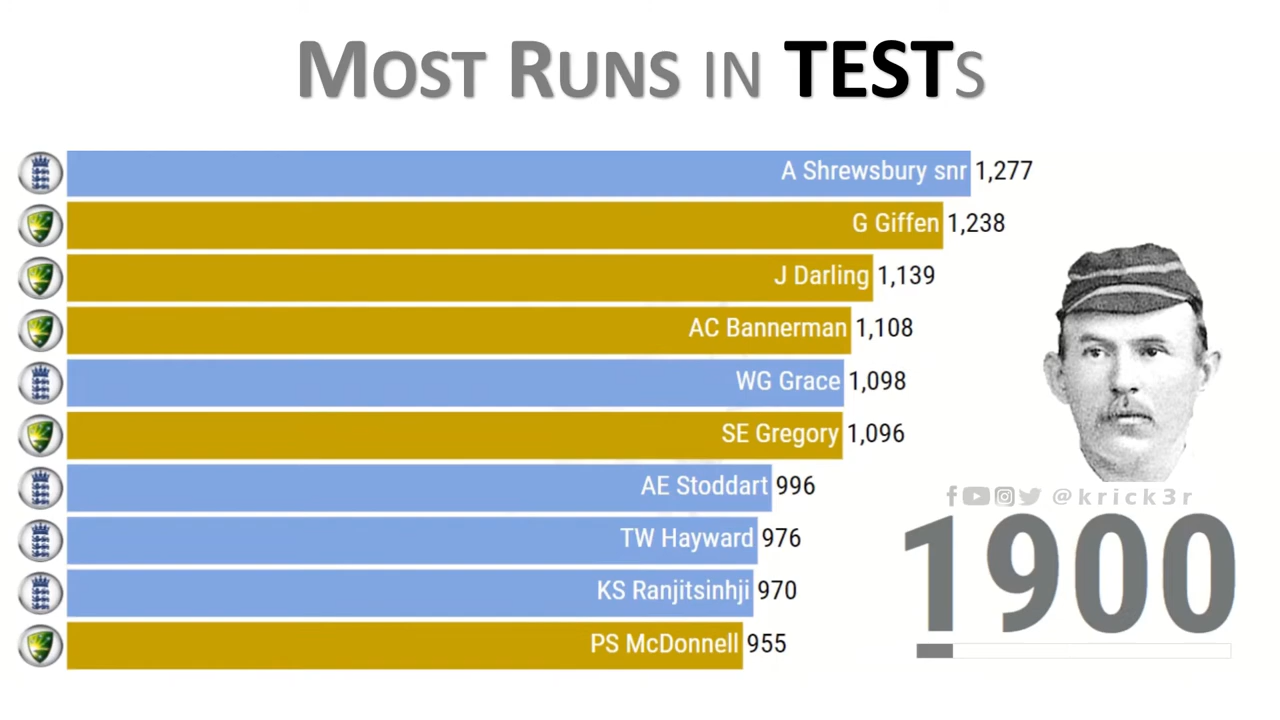 MOST RUNS IN TESTS
A Shrewsbury snr 1,277
G Giffen 1,238
J Darling 1,139
AC Bannerman 1,108
WG Grace 1,098
SE Gregory 1,096
AE Stoddart 996
TW Hayward 976
KS Ranjitsinhji 970
PS McDonnell 955
@krick3r
1900